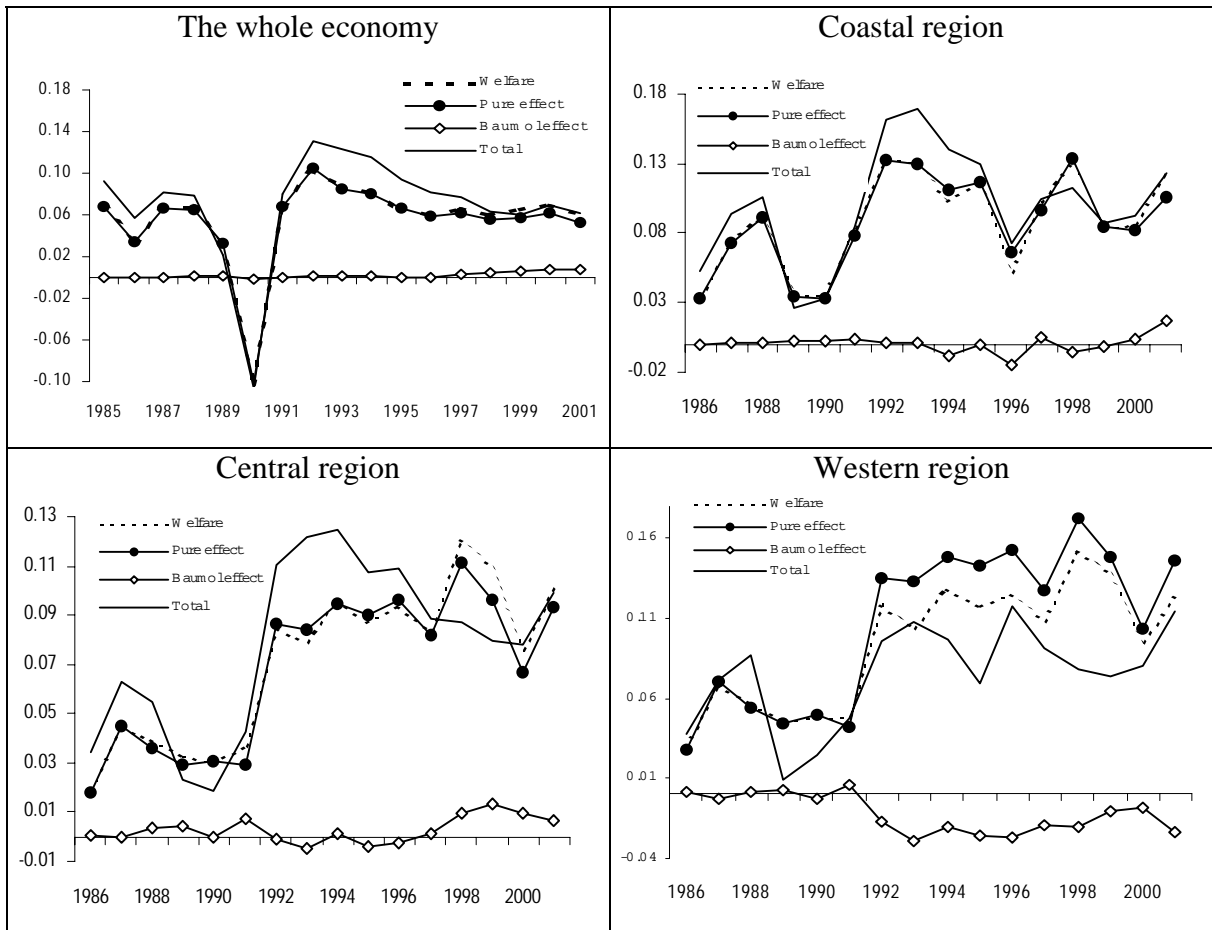 The whole economy
Welfare
Pure effect
Baumol effect
Total
0.18
0.14
0.10
0.06
0.02
-0.02
-0.06
-0.10
1985 1987 1989 1991 1993 1995 1997 1999 2001
Coastal region
Welfare
Pure effect
Baumol effect
Total
0.18
0.13
0.08
0.03
-0.02
1986 1988 1990 1992 1994 1996 1998 2000
Central region
Welfare
Pure effect
Baumol effect
Total
0.13
0.11
0.09
0.07
0.05
0.03
0.01
-0.01
1986 1988 1990 1992 1994 1996 1998 2000
Western region
Welfare
Pure effect
Baumol effect
Total
0.16
0.11
0.06
0.01
-0.04
1986 1988 1990 1992 1994 1996 1998 2000